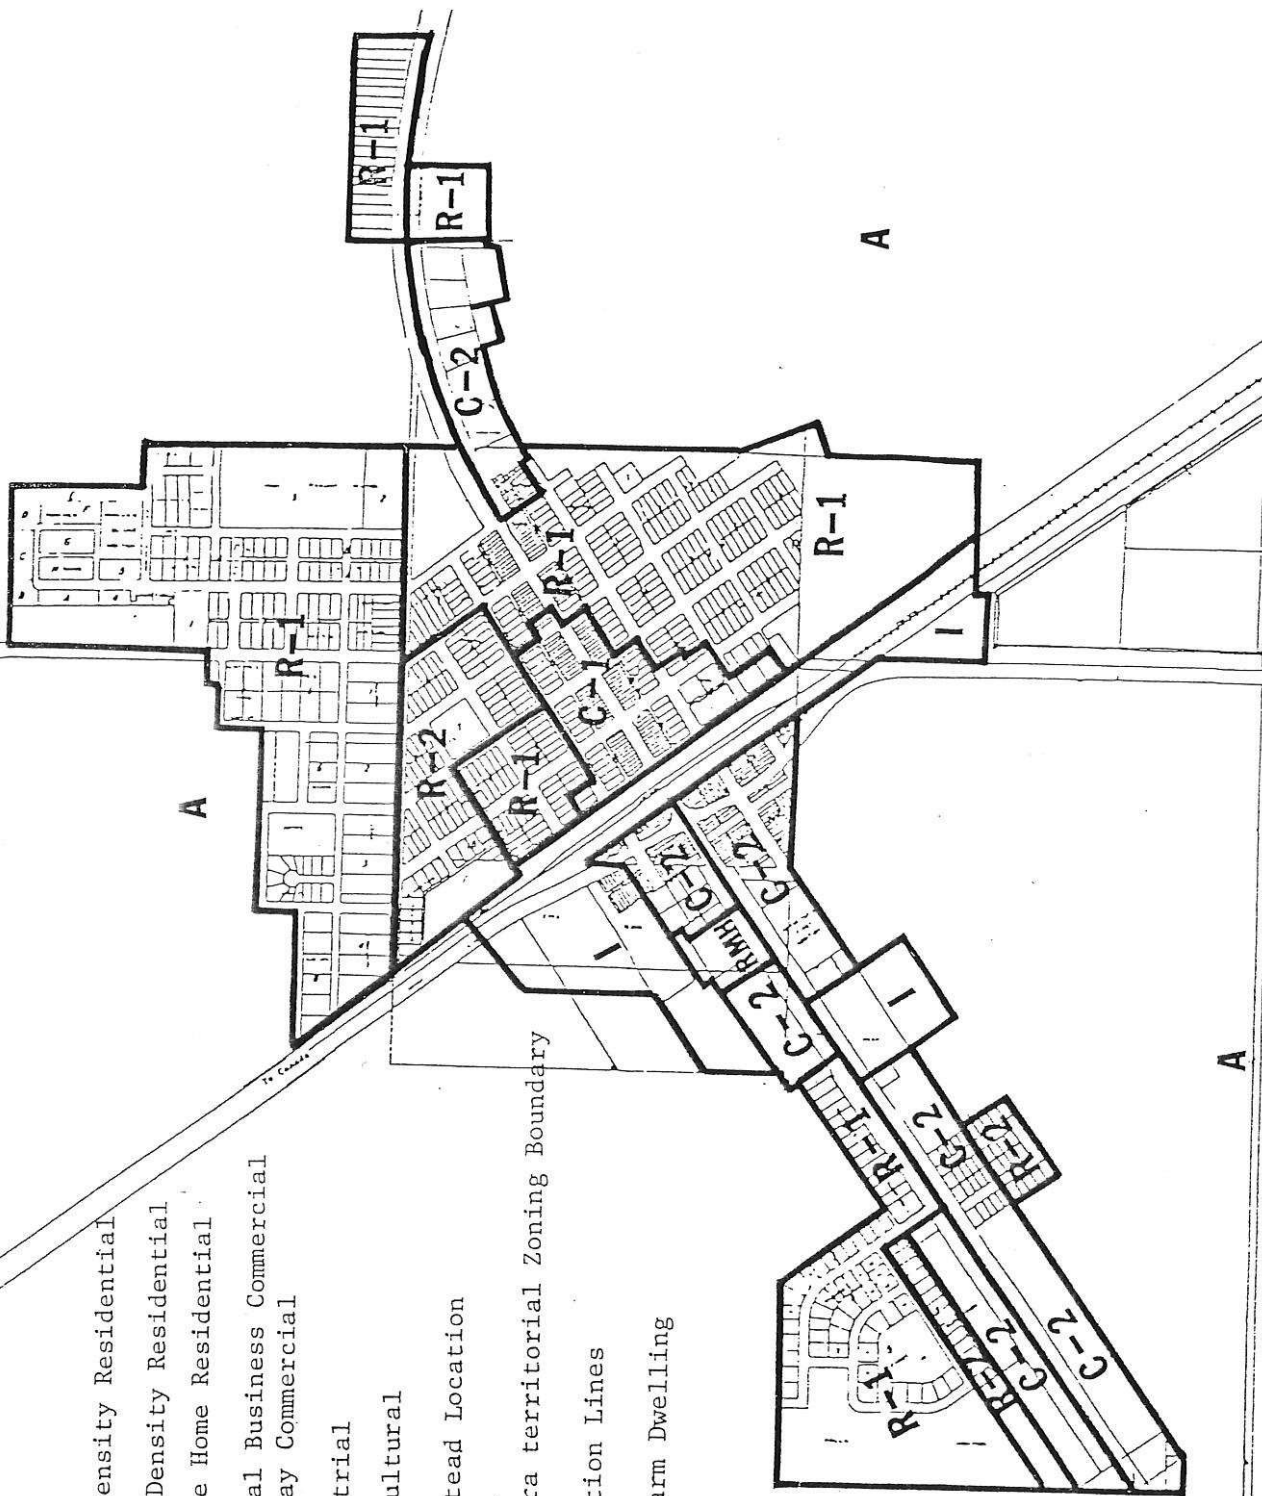 ensity Residential
Density Residential
e Home Residential
al Business Commercial
ay Commercial
trial
ultural
tead Location
ra territorial Zoning Boundary
tion Lines
arm Dwelling
To Canada
R-1
R-1
C-2
A
R-1
R-1
R-1
I
A
R-2
C-1
R-1
C-2
C-2
RMH
I
C-2
I
R-1
C-2
R-2
A
R-1
R-2
C-2
C-2